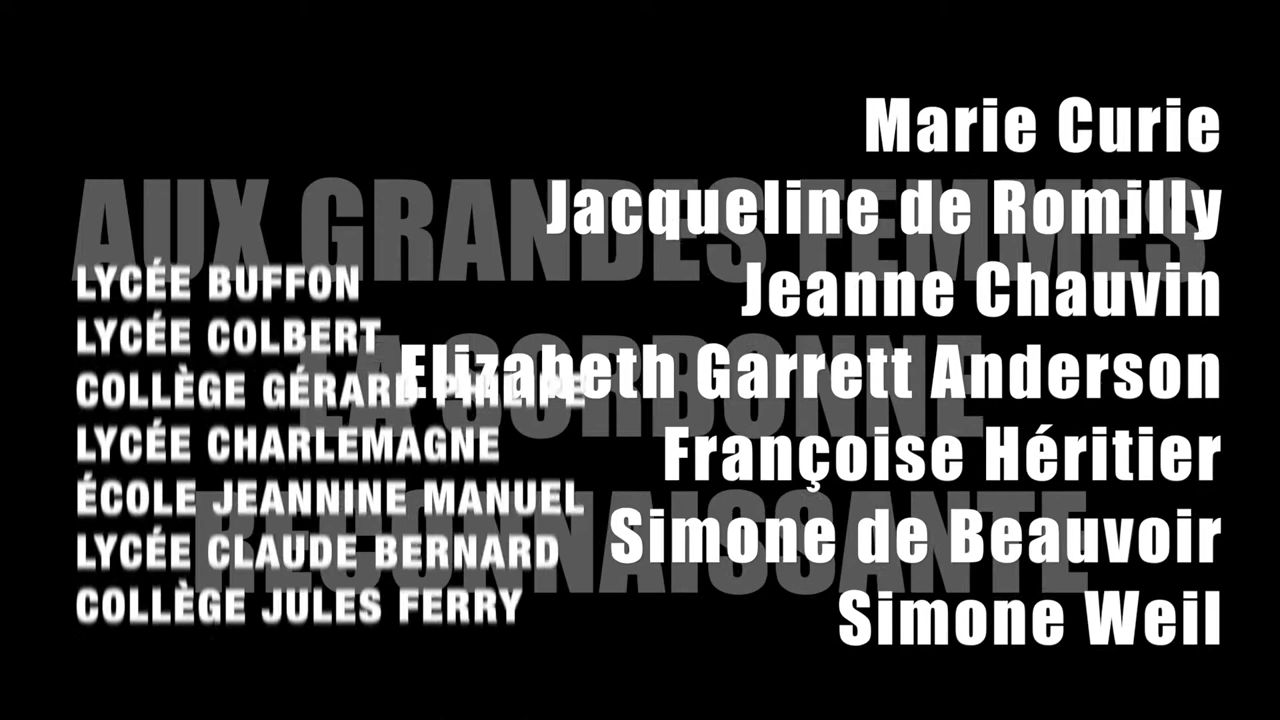 AUX GRANDES FEMMES
LA SORBONNE
RECONNAISSANTE
LYCÉE BUFFON
LYCÉE COLBERT
COLLÈGE GÉRARD PHILIPE
LYCÉE CHARLEMAGNE
ÉCOLE JEANNINE MANUEL
LYCÉE CLAUDE BERNARD
COLLÈGE JULES FERRY
Marie Curie
Jacqueline de Romilly
Jeanne Chauvin
Elizabeth Garrett Anderson
Françoise Héritier
Simone de Beauvoir
Simone Weil